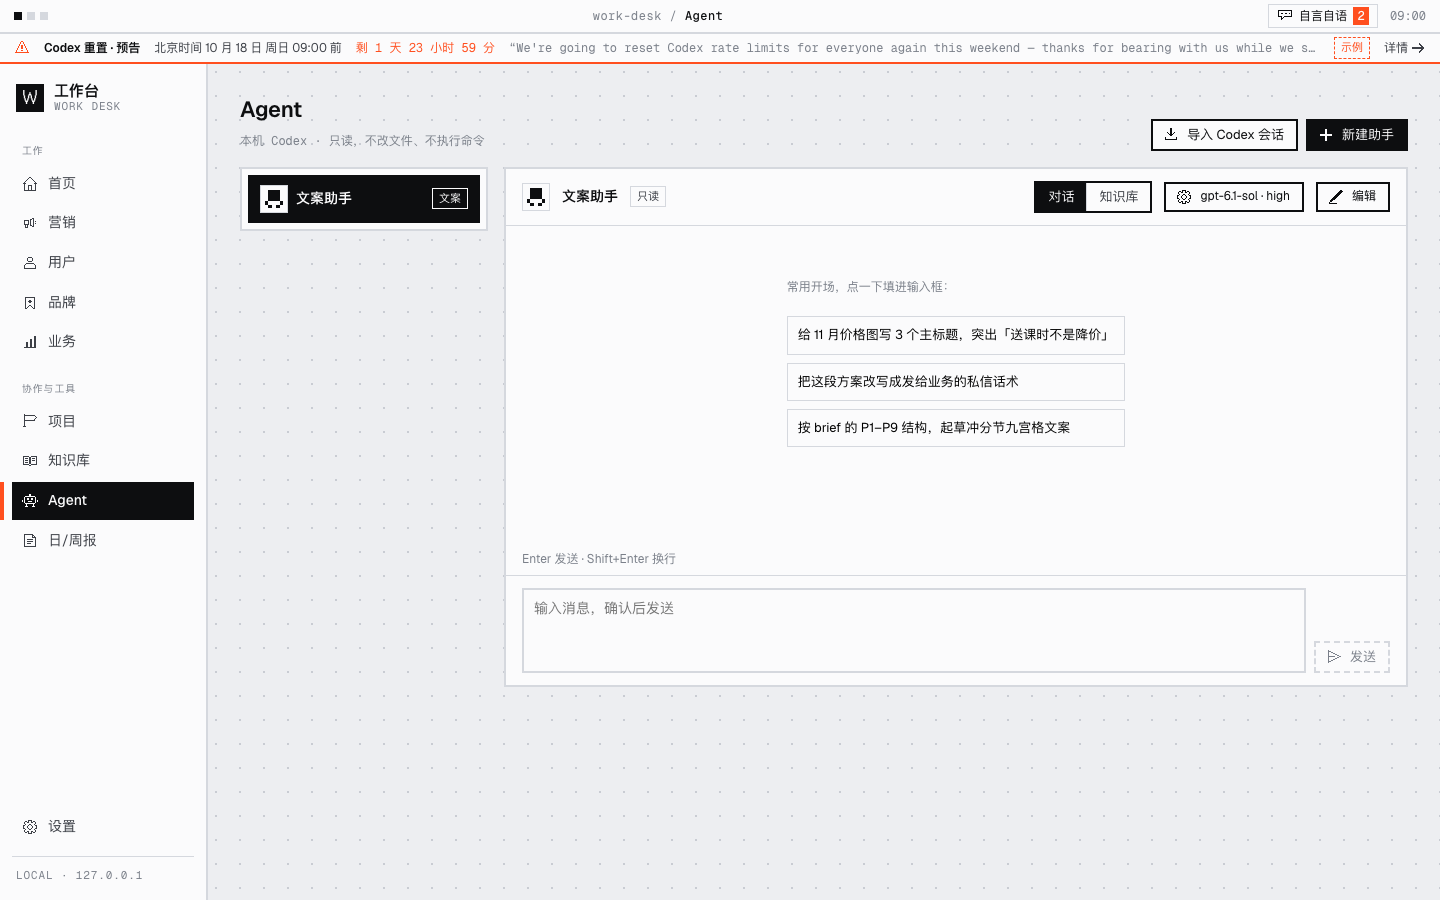 work-desk / Agent
自言自语 2
09:00
Codex 重置 · 预告 北京时间 10 月 18 日 周日 09:00 前 剩 1 天 23 小时 59 分 “We're going to reset Codex rate limits for everyone again this weekend — thanks for bearing with us while we s… 示例 详情
W 工作台
WORK DESK
工作
首页
营销
用户
品牌
业务
协作与工具
项目
知识库
Agent
日/周报
设置
LOCAL · 127.0.0.1
Agent
本机 Codex · 只读，不改文件、不执行命令
导入 Codex 会话
新建助手
文案助手 文案
文案助手 只读
对话 知识库
gpt-6.1-sol · high
编辑
常用开场，点一下填进输入框：
给 11 月价格图写 3 个主标题，突出「送课时不是降价」
把这段方案改写成发给业务的私信话术
按 brief 的 P1–P9 结构，起草冲分节九宫格文案
Enter 发送 · Shift+Enter 换行
输入消息，确认后发送
发送